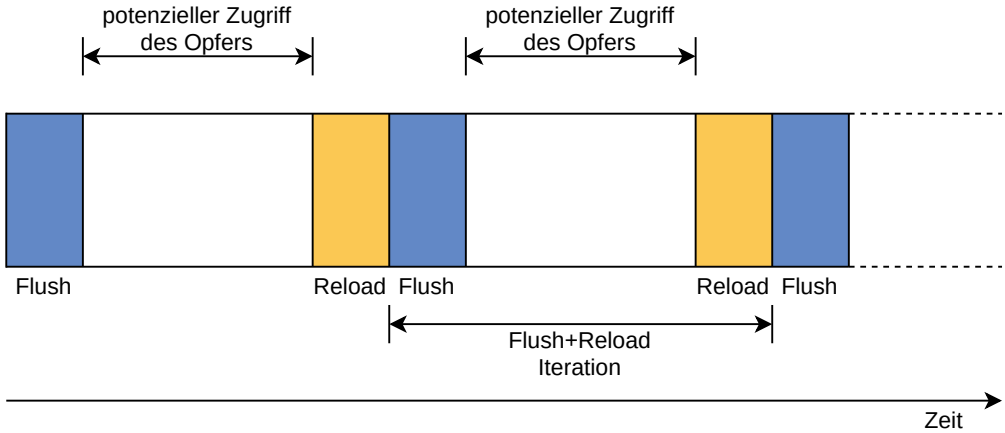 potenzieller Zugriff
des Opfers
potenzieller Zugriff
des Opfers
Flush
Reload
Flush
Reload
Flush
Flush+Reload
Iteration
Zeit